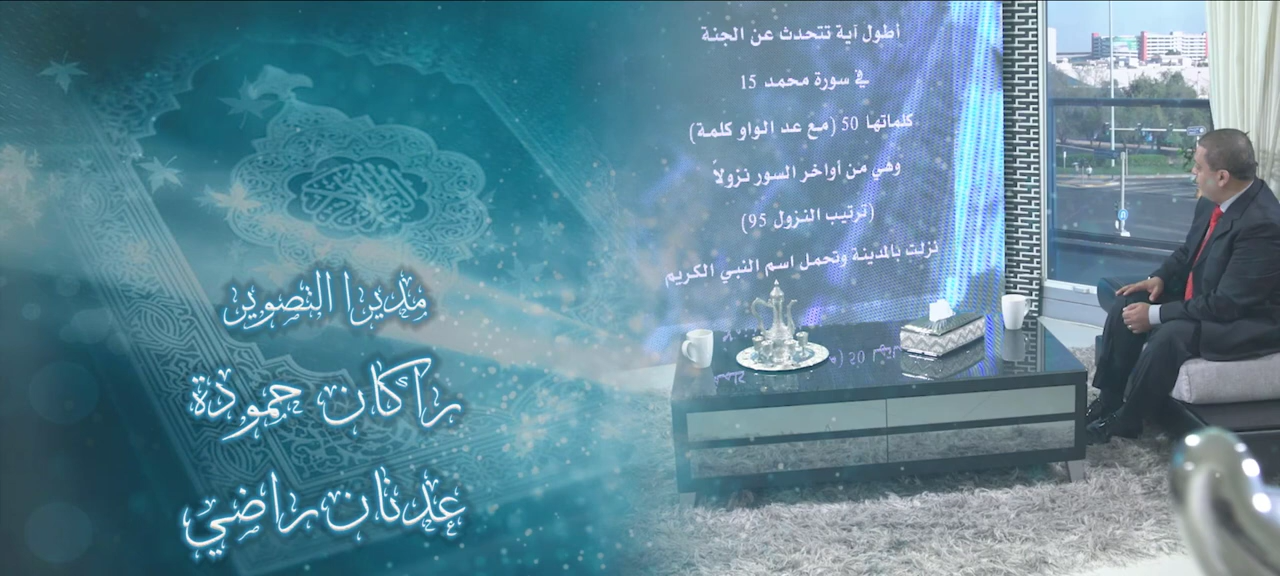 أطول آية تتحدث عن الجنة
في سورة محمد 15
كلماتها 50 (مع عد الواو كلمة)
وهي من أواخر السور نزولاً
(ترتيب النزول 95)
نزلت بالمدينة وتحمل اسم النبي الكريم
مديرا التصوير
راكان حمودة
عدنان راضي